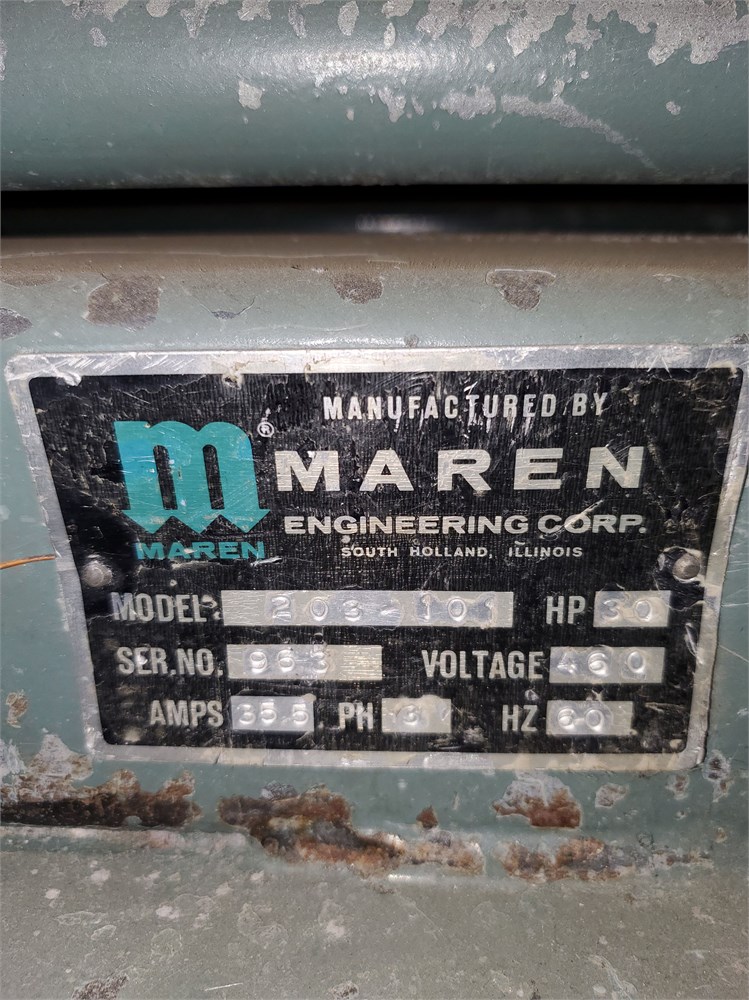 MANUFACTURED BY
m ®
MAREN
MAREN
ENGINEERING CORP.
SOUTH HOLLAND, ILLINOIS
MODEL: 203-101 HP 30
SER.NO. 963 VOLTAGE 460
AMPS 35.5 PH 3 HZ 60